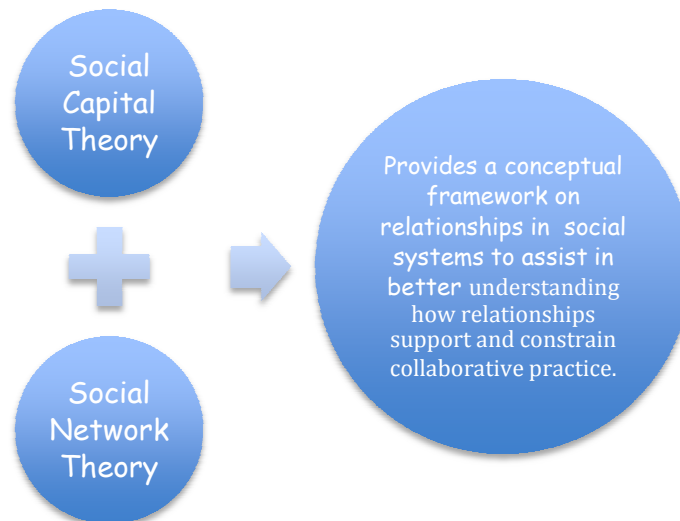 Social
Capital
Theory
Social
Network
Theory
Provides a conceptual
framework on
relationships in social
systems to assist in
better understanding
how relationships
support and constrain
collaborative practice.